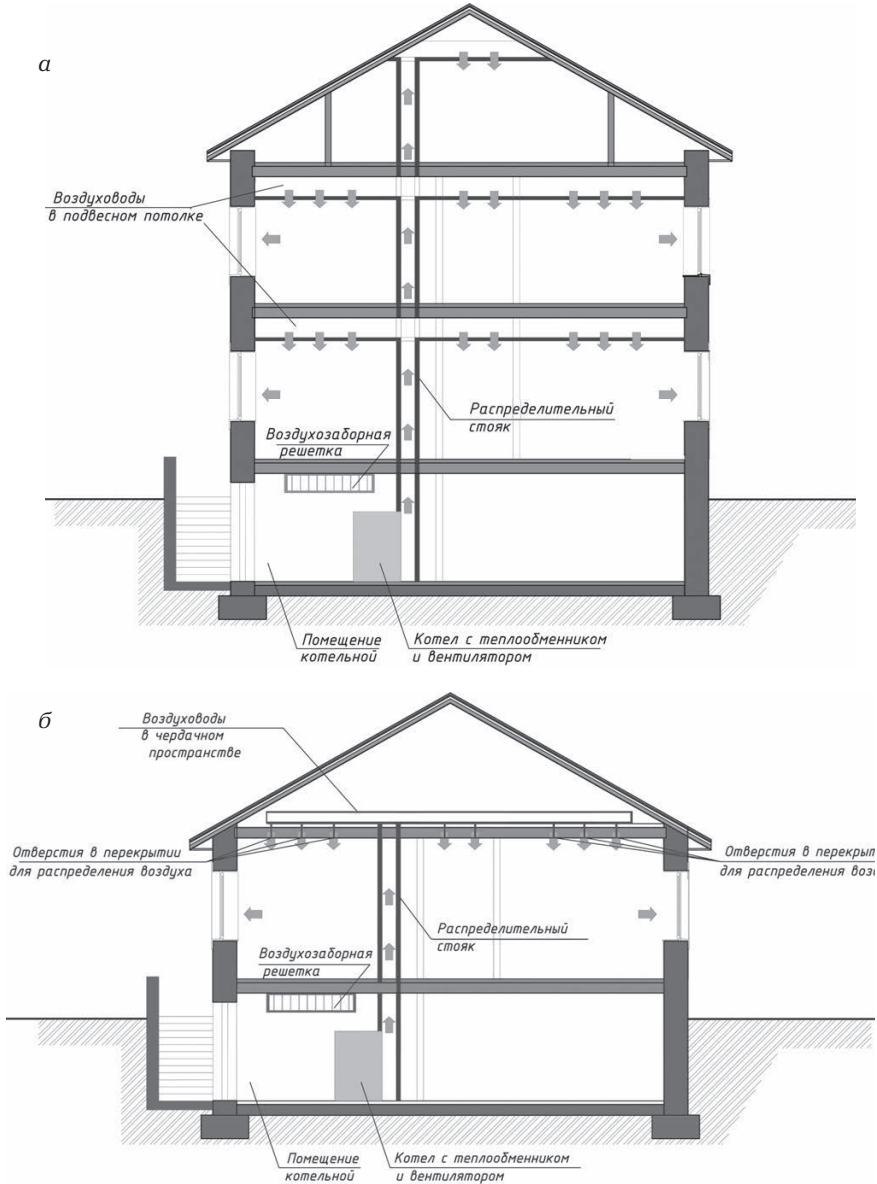 а
Воздуховоды
в подвесном потолке
Распределительный
стояк
Воздухозаборная
решетка
Помещение
котельной
Котел с теплообменником
и вентилятором
б
Воздуховоды
в чердачном
пространстве
Отверстия в перекрытии
для распределения воздуха
Отверстия в перекрыт
для распределения возд
Распределительный
стояк
Воздухозаборная
решетка
Помещение
котельной
Котел с теплообменником
и вентилятором